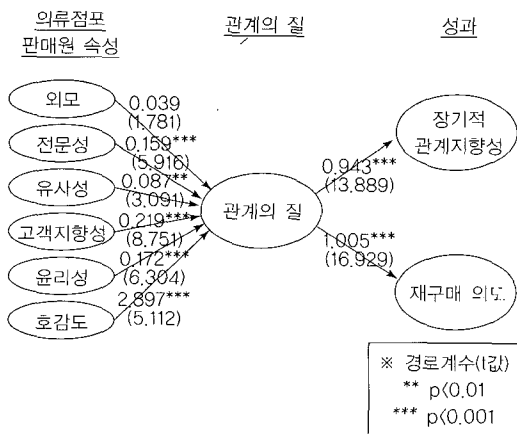 의류점포
판매원 속성
관계의 질
성과
외모
0.039
(1.781)
전문성
0.159***
(5.916)
유사성
0.087**
(3.091)
고객지향성
0.219***
(8.751)
윤리성
0.172***
(6.304)
호감도
2.897***
(5.112)
관계의 질
0.943***
(13.889)
장기적
관계지향성
1.005***
(16.929)
재구매 의도
※ 경로계수(t값)
** p<0.01
*** p<0.001